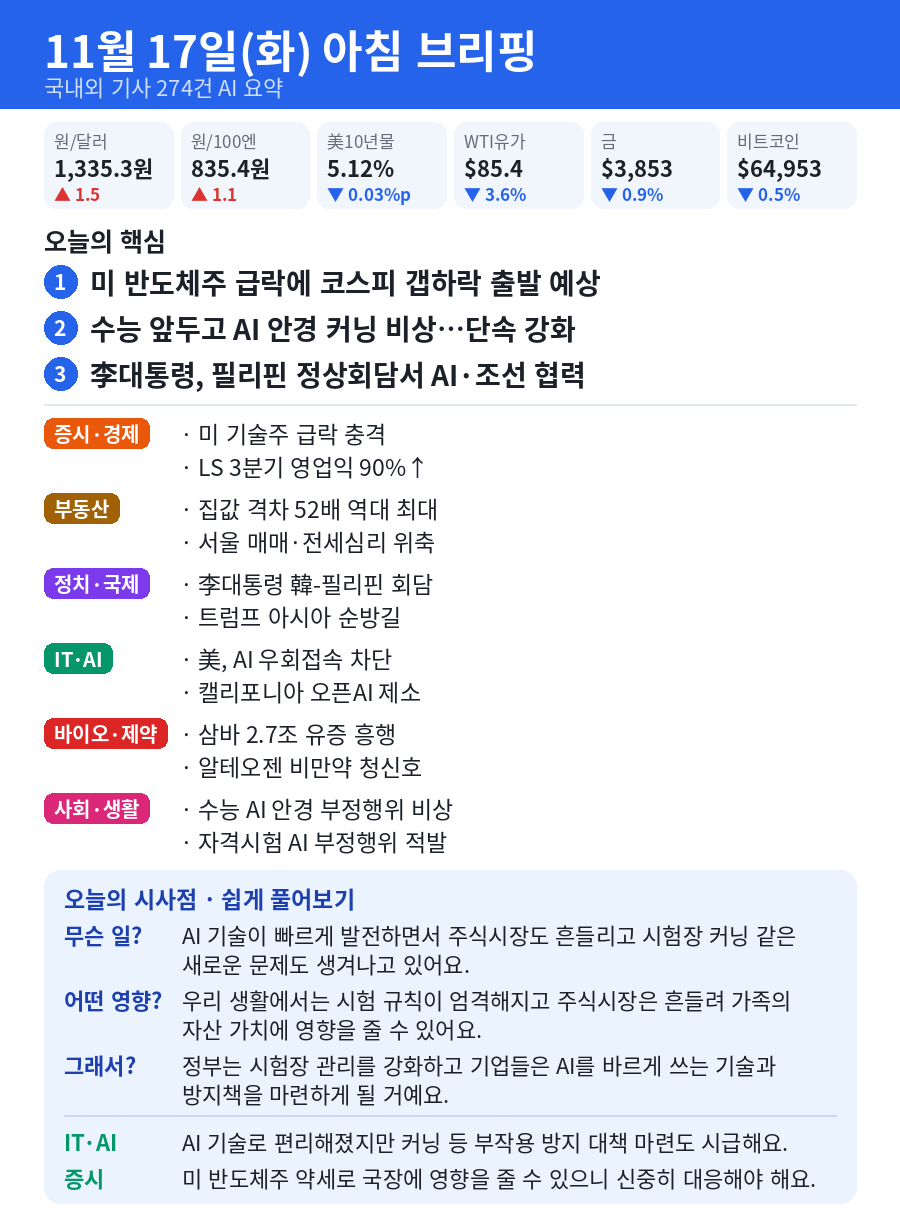 11월 17일(화) 아침 브리핑
국내외 기사 274건 AI 요약
원/달러
1,335.3원
▲ 1.5
원/100엔
835.4원
▲ 1.1
美10년물
5.12%
▼ 0.03%p
WTI유가
$85.4
▼ 3.6%
금
$3,853
▼ 0.9%
비트코인
$64,953
▼ 0.5%
오늘의 핵심
1 미 반도체주 급락에 코스피 갭하락 출발 예상
2 수능 앞두고 AI 안경 커닝 비상…단속 강화
3 李대통령, 필리핀 정상회담서 AI·조선 협력
증시·경제
· 미 기술주 급락 충격
· LS 3분기 영업익 90%↑
부동산
· 집값 격차 52배 역대 최대
· 서울 매매·전세심리 위축
정치·국제
· 李대통령 韓-필리핀 회담
· 트럼프 아시아 순방길
IT·AI
· 美, AI 우회접속 차단
· 캘리포니아 오픈AI 제소
바이오·제약
· 삼바 2.7조 유증 흥행
· 알테오젠 비만약 청신호
사회·생활
· 수능 AI 안경 부정행위 비상
· 자격시험 AI 부정행위 적발
오늘의 시사점 · 쉽게 풀어보기
무슨 일? AI 기술이 빠르게 발전하면서 주식시장도 흔들리고 시험장 커닝 같은
새로운 문제도 생겨나고 있어요.
어떤 영향? 우리 생활에서는 시험 규칙이 엄격해지고 주식시장은 흔들려 가족의
자산 가치에 영향을 줄 수 있어요.
그래서? 정부는 시험장 관리를 강화하고 기업들은 AI를 바르게 쓰는 기술과
방지책을 마련하게 될 거예요.
IT·AI AI 기술로 편리해졌지만 커닝 등 부작용 방지 대책 마련도 시급해요.
증시 미 반도체주 약세로 국장에 영향을 줄 수 있으니 신중히 대응해야 해요.